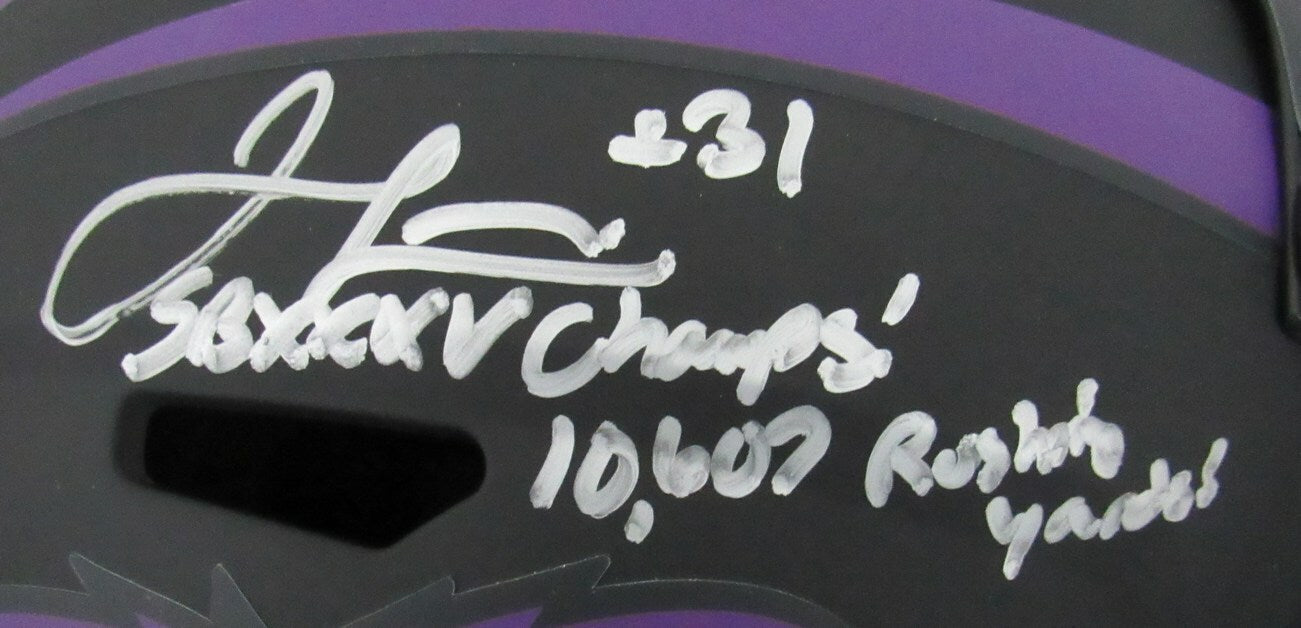 ±31
SBXXXV Champs'
10,607 Rushing
yards!